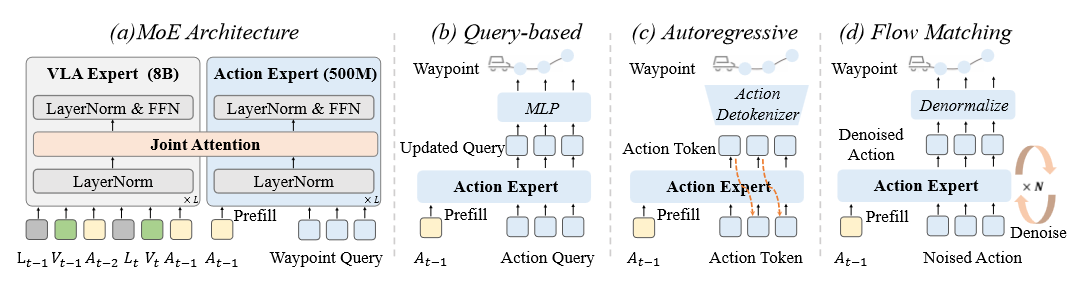 (a)MoE Architecture
VLA Expert (8B)
Action Expert (500M)
LayerNorm & FFN
LayerNorm & FFN
Joint Attention
LayerNorm
LayerNorm
× L
× L
Prefill
L_{t−1} V_{t−1} A_{t−2} L_t V_t A_{t−1} A_{t−1} Waypoint Query
(b) Query-based
Waypoint
MLP
Updated Query
Action Expert
Prefill
A_{t−1} Action Query
(c) Autoregressive
Waypoint
Action
Detokenizer
Action Token
Action Expert
Prefill
A_{t−1} Action Token
(d) Flow Matching
Waypoint
Denormalize
Denoised
Action
Action Expert
× N
Prefill
Denoise
A_{t−1} Noised Action